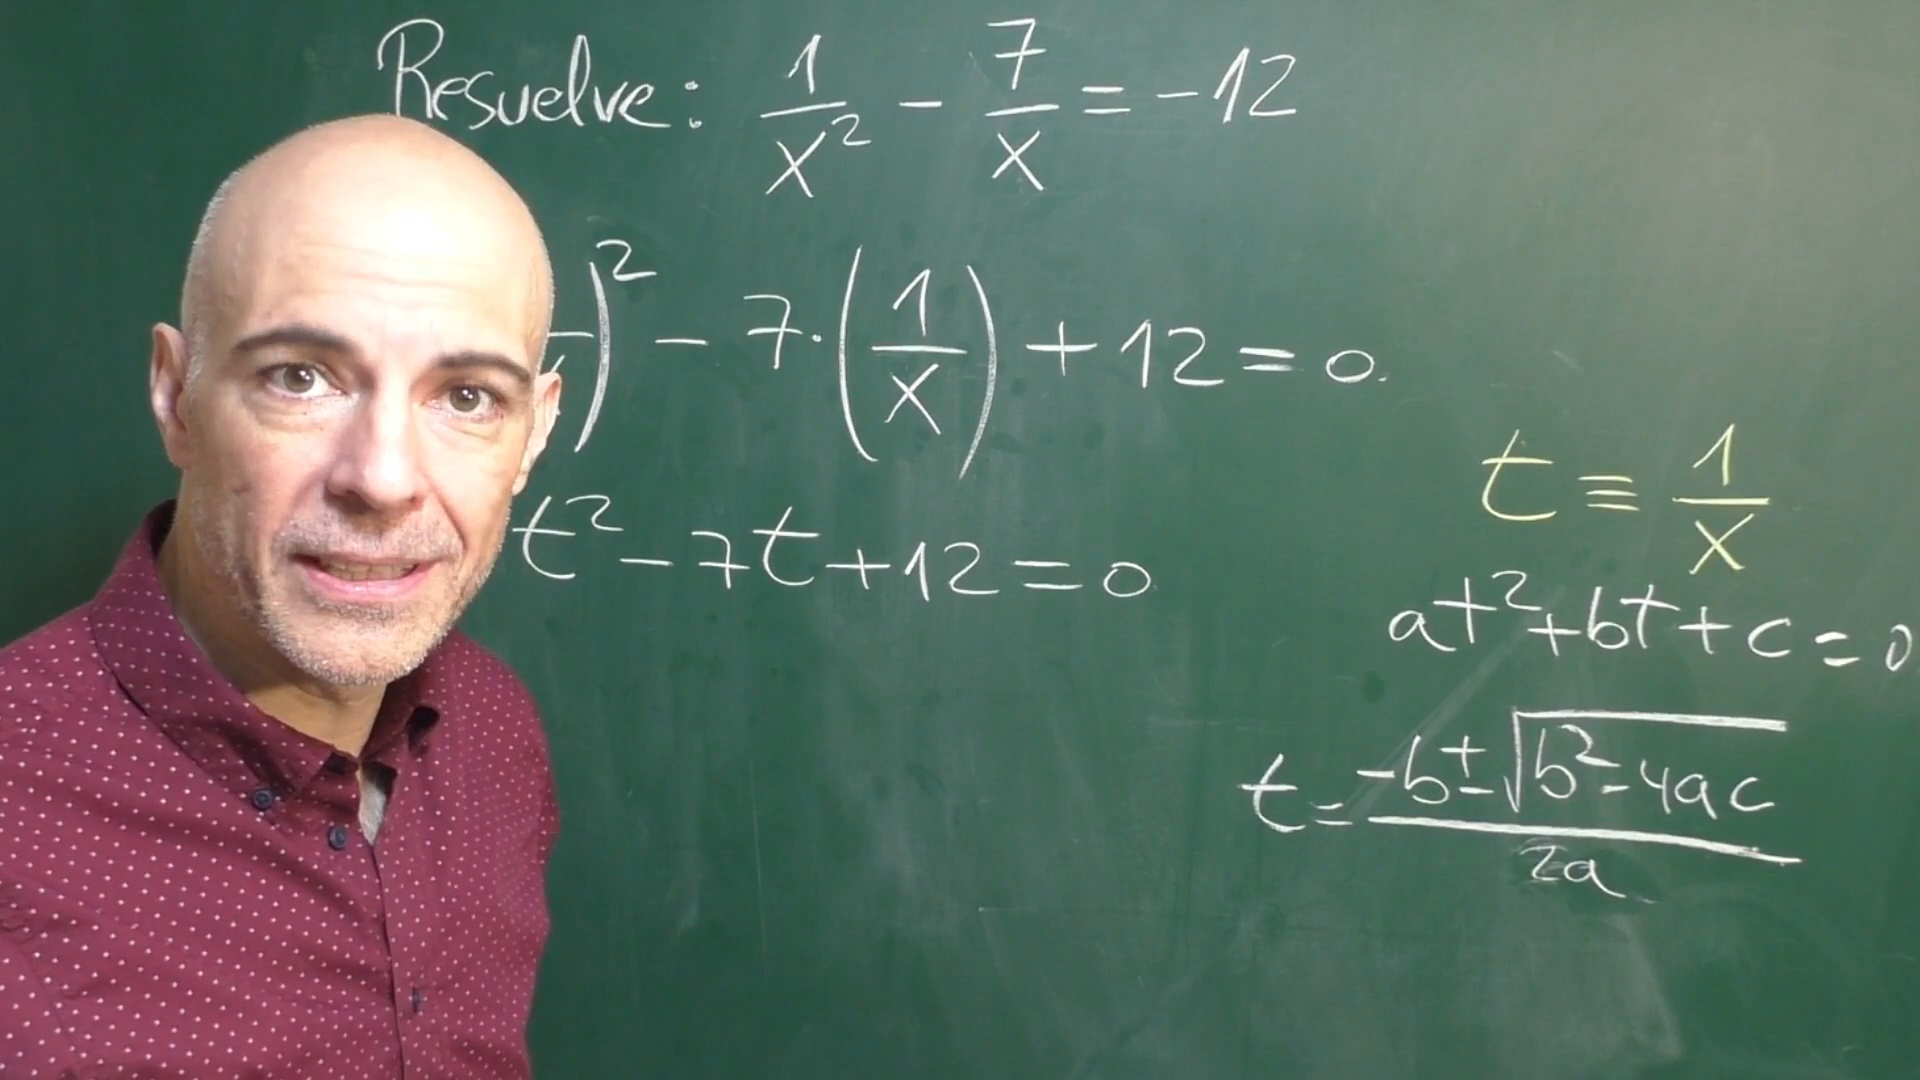 Resuelve: 1/x² - 7/x = -12
)² - 7·(1/x) + 12 = 0.
t² - 7t + 12 = 0
t ≡ 1/x
at² + bt + c = 0
t = (-b ± √(b² - 4ac))/2a